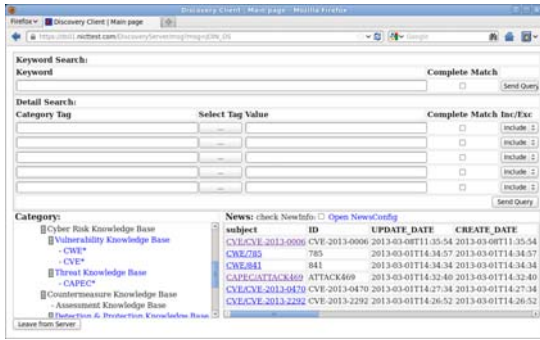 Discovery Client | Main page - Mozilla Firefox
Firefox
Discovery Client | Main page
Google
Keyword Search:
Keyword Complete Match
Send Query
Detail Search:
Category Tag Select Tag Value Complete Match Inc/Exc
... Include
... Include
... Include
... Include
... Include
Send Query
Category:
Cyber Risk Knowledge Base
Vulnerability Knowledge Base
- CWE*
- CVE*
Threat Knowledge Base
- CAPEC*
Countermeasure Knowledge Base
- Assessment Knowledge Base
Detection & Protection Knowledge Base
Leave from Server
News: check NewInfo: Open NewsConfig
subject ID UPDATE_DATE CREATE_DATE
CVE/CVE-2013-0006 CVE-2013-0006 2013-03-08T11:35:54 2013-03-08T11:35:54
CWE/785 785 2013-03-01T14:34:57 2013-03-01T14:34:57
CWE/841 841 2013-03-01T14:34:34 2013-03-01T14:34:34
CAPEC/ATTACK469 ATTACK469 2013-03-01T14:32:40 2013-03-01T14:32:40
CVE/CVE-2013-0470 CVE-2013-0470 2013-03-01T14:27:34 2013-03-01T14:27:34
CVE/CVE-2013-2292 CVE-2013-2292 2013-03-01T14:26:52 2013-03-01T14:26:52